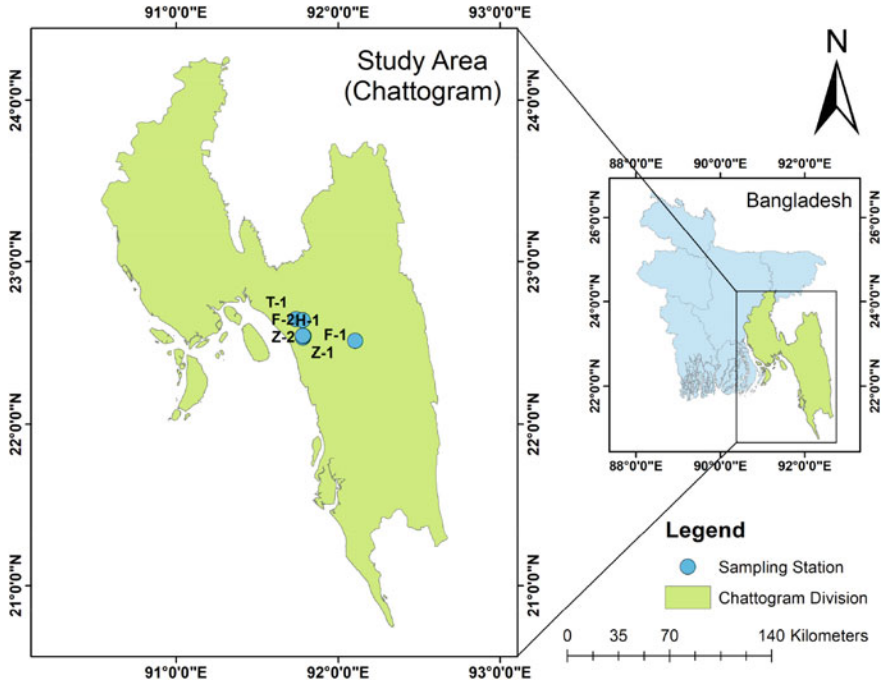 91°0'0"E 92°0'0"E 93°0'0"E
Study Area
(Chattogram)
24°0'0"N
23°0'0"N
22°0'0"N
21°0'0"N
24°0'0"N
23°0'0"N
22°0'0"N
21°0'0"N
T-1
F-2 H-1
Z-2 F-1
Z-1
91°0'0"E 92°0'0"E 93°0'0"E
N
88°0'0"E 90°0'0"E 92°0'0"E
Bangladesh
26°0'0"N
24°0'0"N
22°0'0"N
26°0'0"N
24°0'0"N
22°0'0"N
88°0'0"E 90°0'0"E 92°0'0"E
Legend
Sampling Station
Chattogram Division
0 35 70 140 Kilometers